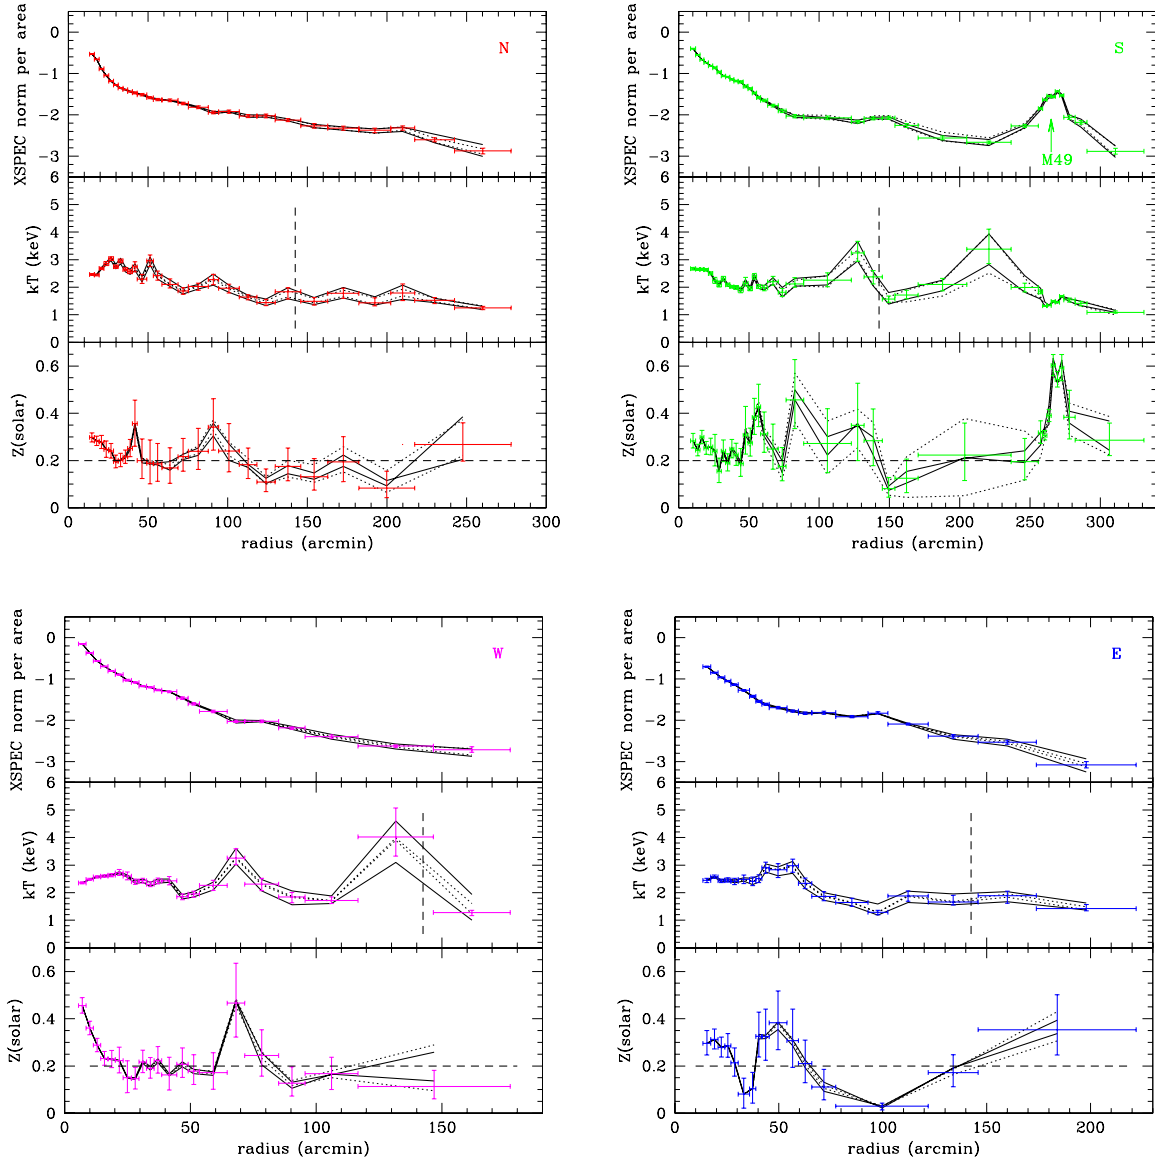 XSPEC norm per area
0
−1
−2
−3
N
kT (keV)
6
5
4
3
2
1
0
Z(solar)
0.6
0.4
0.2
0
0 50 100 150 200 250 300
radius (arcmin)
XSPEC norm per area
0
−1
−2
−3
S
M49
kT (keV)
6
5
4
3
2
1
0
Z(solar)
0.6
0.4
0.2
0
0 50 100 150 200 250 300
radius (arcmin)
XSPEC norm per area
0
−1
−2
−3
W
kT (keV)
6
5
4
3
2
1
0
Z(solar)
0.6
0.4
0.2
0
0 50 100 150
radius (arcmin)
XSPEC norm per area
0
−1
−2
−3
E
kT (keV)
6
5
4
3
2
1
0
Z(solar)
0.6
0.4
0.2
0
0 50 100 150 200
radius (arcmin)